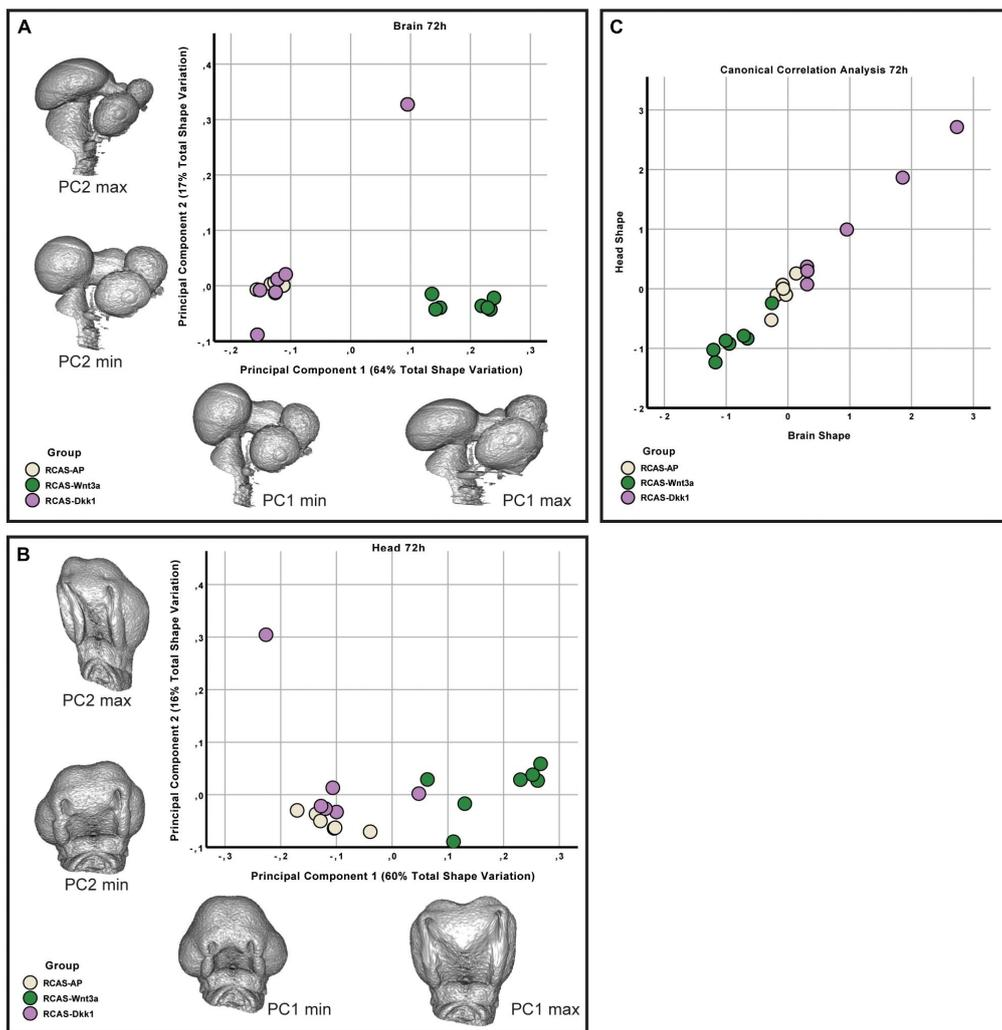 A
Brain 72h
PC2 max
PC2 min
Principal Component 2 (17% Total Shape Variation)
,4
,3
,2
,1
,0
-,1
-,2
-,1
,0
,1
,2
,3
Principal Component 1 (64% Total Shape Variation)
Group
RCAS-AP
RCAS-Wnt3a
RCAS-Dkk1
PC1 min
PC1 max
C
Canonical Correlation Analysis 72h
Head Shape
3
2
1
0
-1
-2
-2
-1
0
1
2
3
Brain Shape
Group
RCAS-AP
RCAS-Wnt3a
RCAS-Dkk1
B
Head 72h
PC2 max
PC2 min
Principal Component 2 (16% Total Shape Variation)
,4
,3
,2
,1
,0
-,1
-,3
-,2
-,1
,0
,1
,2
,3
Principal Component 1 (60% Total Shape Variation)
Group
RCAS-AP
RCAS-Wnt3a
RCAS-Dkk1
PC1 min
PC1 max